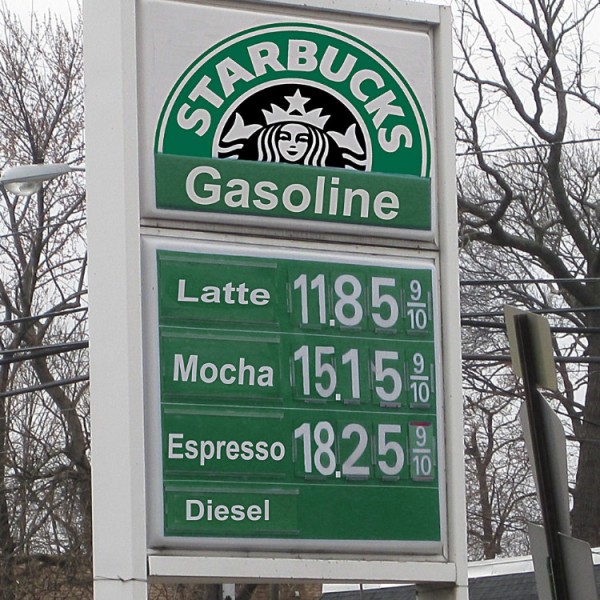 STARBUCKS
Gasoline
Latte 11.85 9/10
Mocha 15.15 9/10
Espresso 18.25 9/10
Diesel